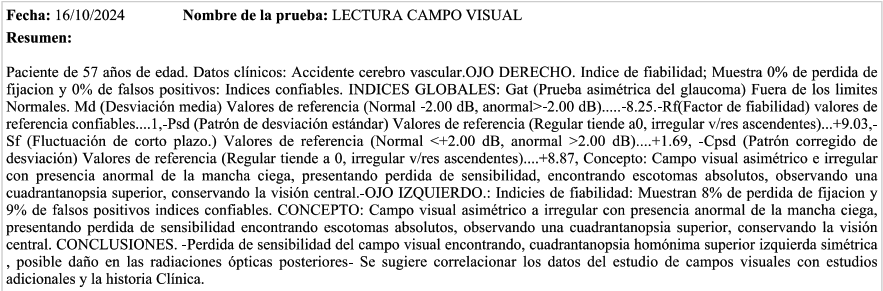 Fecha: 16/10/2024 Nombre de la prueba: LECTURA CAMPO VISUAL
Resumen:
Paciente de 57 años de edad. Datos clínicos: Accidente cerebro vascular.OJO DERECHO. Indice de fiabilidad; Muestra 0% de perdida de
fijacion y 0% de falsos positivos: Indices confiables. INDICES GLOBALES: Gat (Prueba asimétrica del glaucoma) Fuera de los limites
Normales. Md (Desviación media) Valores de referencia (Normal -2.00 dB, anormal>-2.00 dB).....-8.25.-Rf(Factor de fiabilidad) valores de
referencia confiables....1,-Psd (Patrón de desviación estándar) Valores de referencia (Regular tiende a0, irregular v/res ascendentes)...+9.03,-
Sf (Fluctuación de corto plazo.) Valores de referencia (Normal <+2.00 dB, anormal >2.00 dB)....+1.69, -Cpsd (Patrón corregido de
desviación) Valores de referencia (Regular tiende a 0, irregular v/res ascendentes)....+8.87, Concepto: Campo visual asimétrico e irregular
con presencia anormal de la mancha ciega, presentando perdida de sensibilidad, encontrando escotomas absolutos, observando una
cuadrantanopsia superior, conservando la visión central.-OJO IZQUIERDO.: Indicies de fiabilidad: Muestran 8% de perdida de fijacion y
9% de falsos positivos indices confiables. CONCEPTO: Campo visual asimétrico a irregular con presencia anormal de la mancha ciega,
presentando perdida de sensibilidad encontrando escotomas absolutos, observando una cuadrantanopsia superior, conservando la visión
central. CONCLUSIONES. -Perdida de sensibilidad del campo visual encontrando, cuadrantanopsia homónima superior izquierda simétrica
, posible daño en las radiaciones ópticas posteriores- Se sugiere correlacionar los datos del estudio de campos visuales con estudios
adicionales y la historia Clínica.